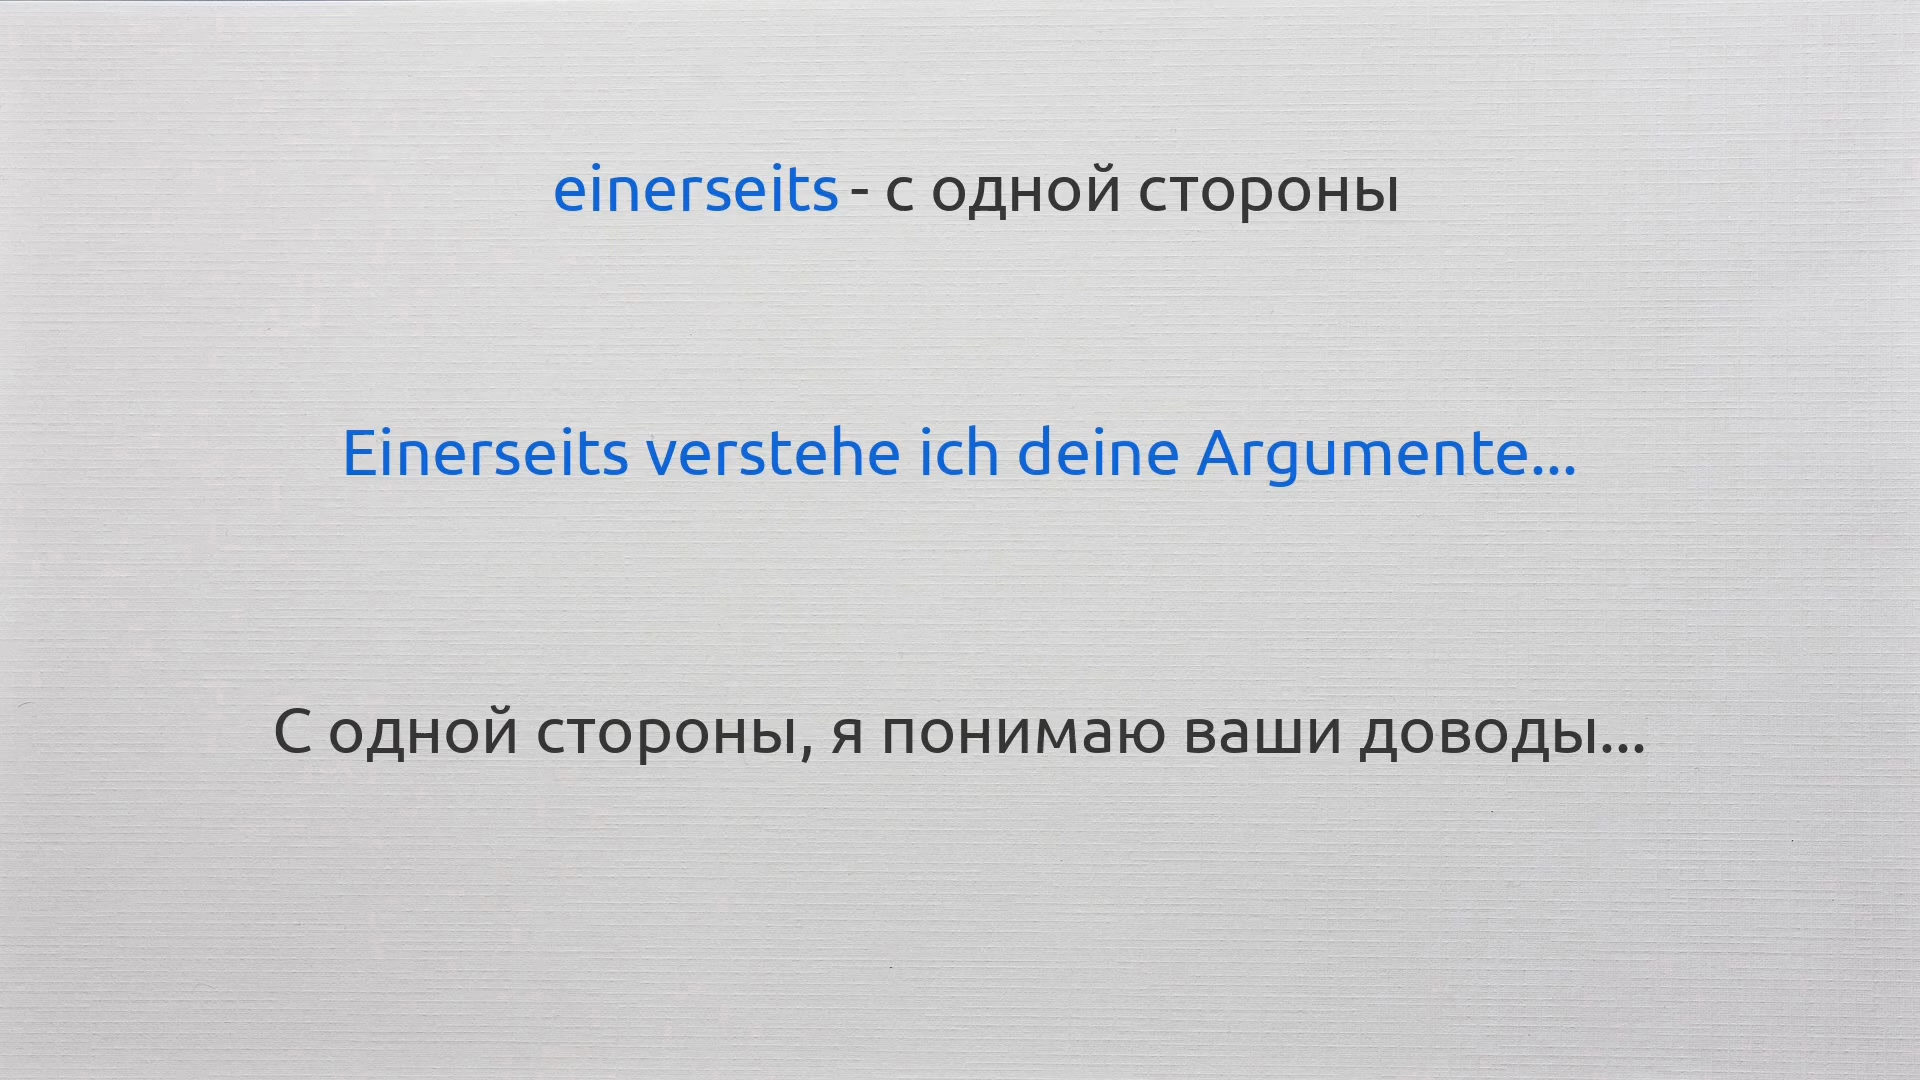 einerseits - с одной стороны
Einerseits verstehe ich deine Argumente...
С одной стороны, я понимаю ваши доводы...